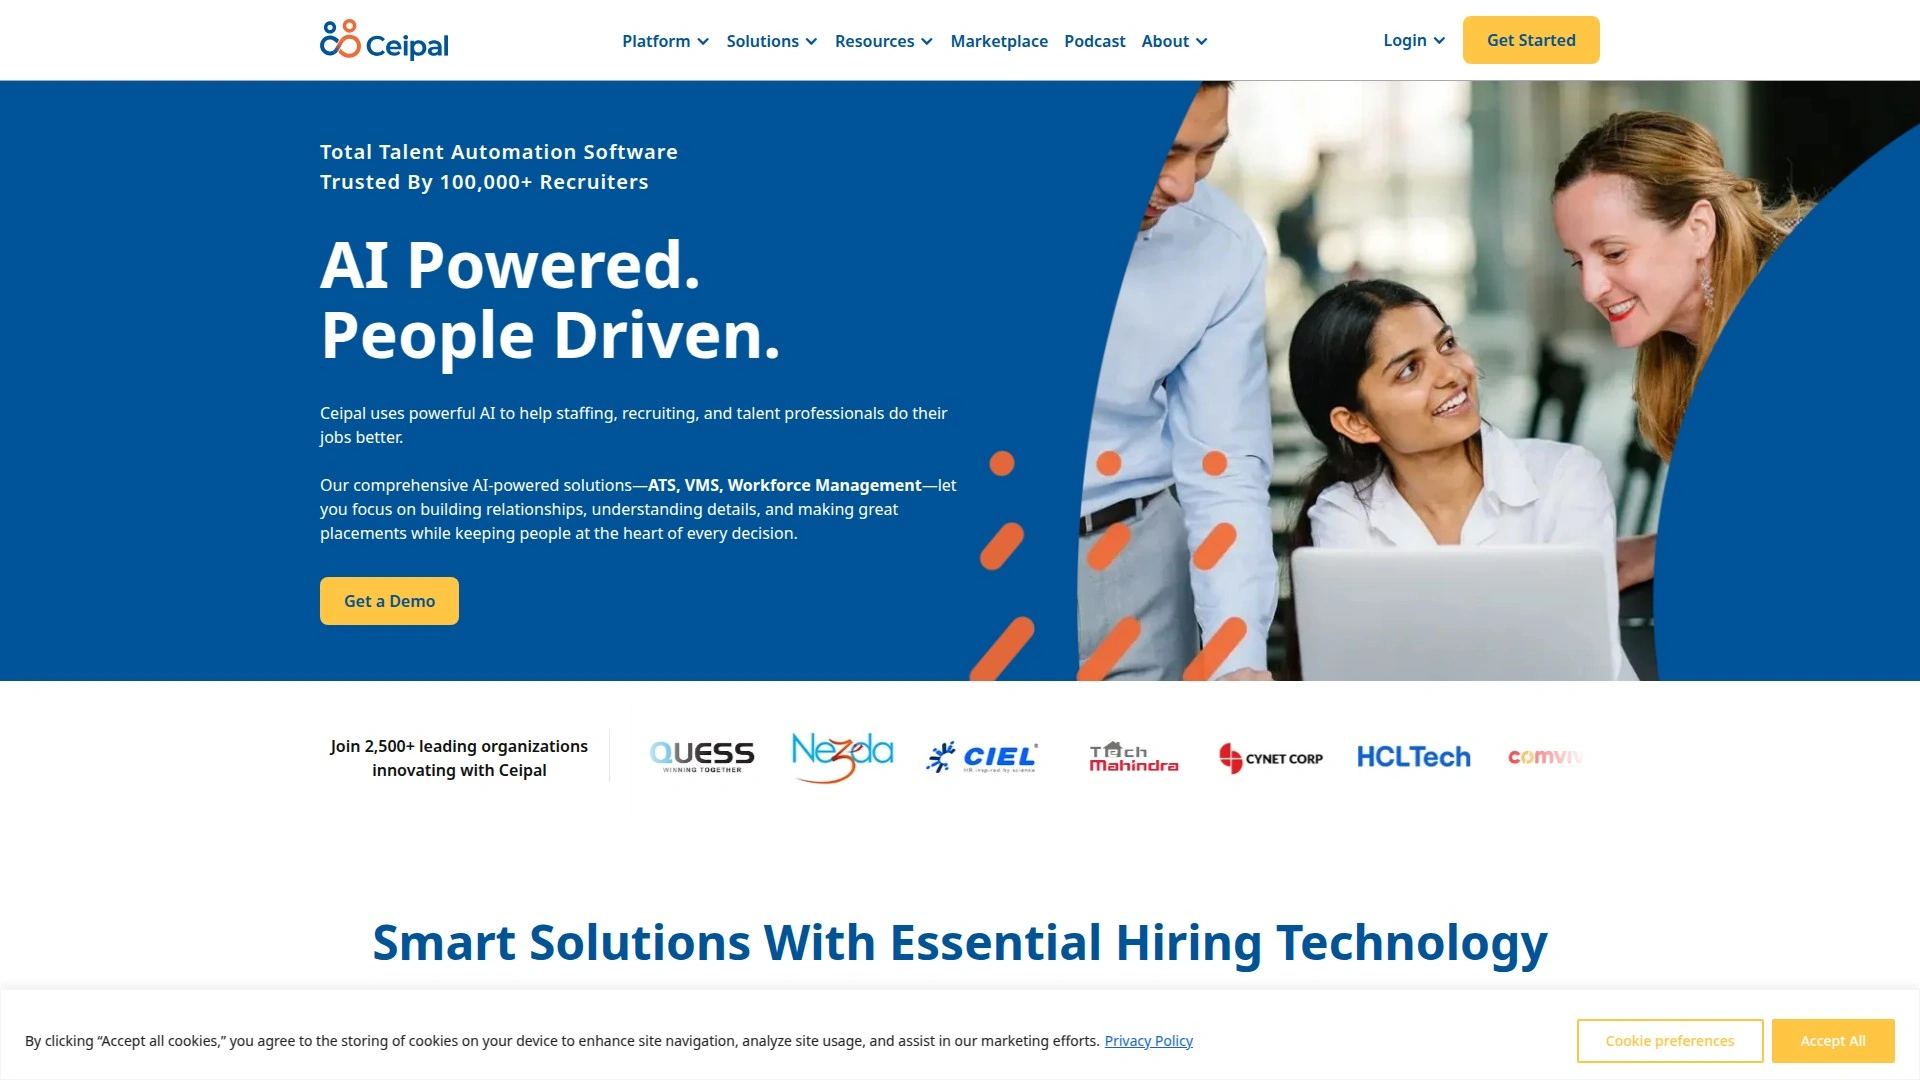 Ceipal
Platform
Solutions
Resources
Marketplace
Podcast
About
Login
Get Started
Total Talent Automation Software
Trusted By 100,000+ Recruiters
AI Powered.
People Driven.
Ceipal uses powerful AI to help staffing, recruiting, and talent professionals do their
jobs better.
Our comprehensive AI-powered solutions—ATS, VMS, Workforce Management—let
you focus on building relationships, understanding details, and making great
placements while keeping people at the heart of every decision.
Get a Demo
Join 2,500+ leading organizations
innovating with Ceipal
QUESS
WINNING TOGETHER
Nezda
CIEL
HR inspired by science
Tech
Mahindra
CYNET CORP
HCLTech
comviv
Smart Solutions With Essential Hiring Technology
By clicking “Accept all cookies,” you agree to the storing of cookies on your device to enhance site navigation, analyze site usage, and assist in our marketing efforts. Privacy Policy
Cookie preferences
Accept All